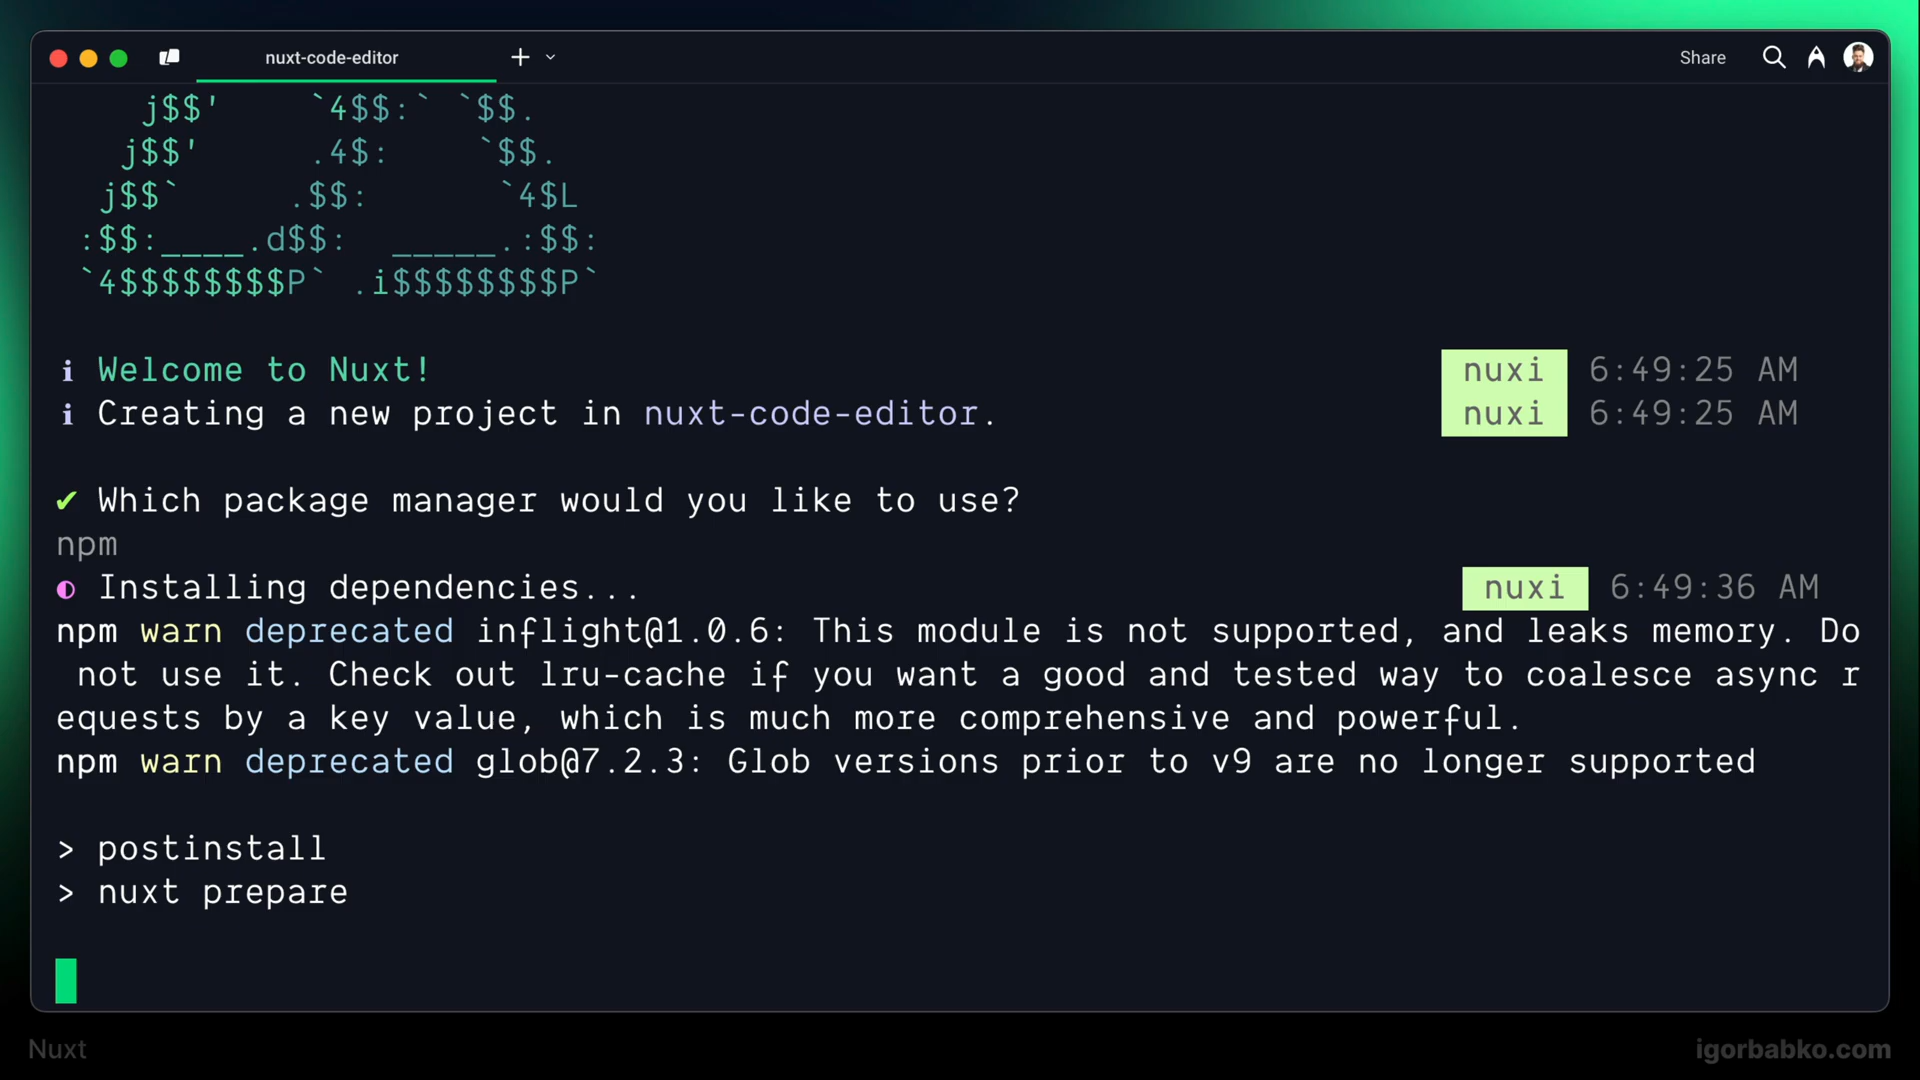 nuxt-code-editor
Share
j$$'     `4$$:`  `$$.
j$$'      .4$:     `$$.
j$$`      .$$:       `4$L
:$$:____.d$$:  _____.:$$:
`4$$$$$$$$P`  .i$$$$$$$$P`
i Welcome to Nuxt! nuxi 6:49:25 AM
i Creating a new project in nuxt-code-editor. nuxi 6:49:25 AM
✔ Which package manager would you like to use?
npm
◐ Installing dependencies... nuxi 6:49:36 AM
npm warn deprecated inflight@1.0.6: This module is not supported, and leaks memory. Do
not use it. Check out lru-cache if you want a good and tested way to coalesce async r
equests by a key value, which is much more comprehensive and powerful.
npm warn deprecated glob@7.2.3: Glob versions prior to v9 are no longer supported
> postinstall
> nuxt prepare
Nuxt
igorbabko.com